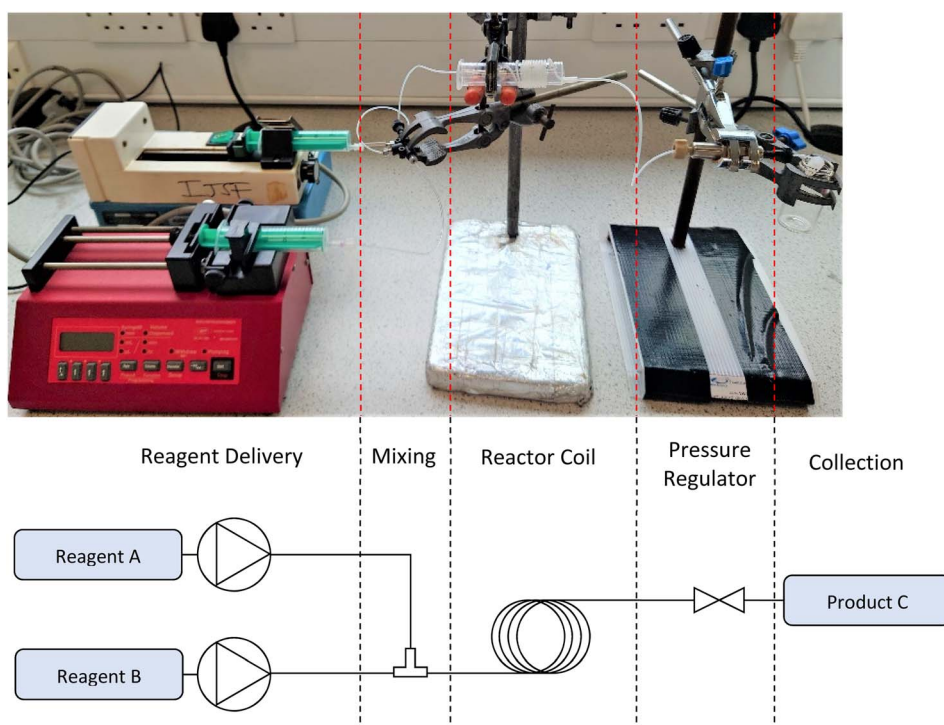 IJSF
Reagent Delivery
Mixing
Reactor Coil
Pressure
Regulator
Collection
Reagent A
Reagent B
Product C